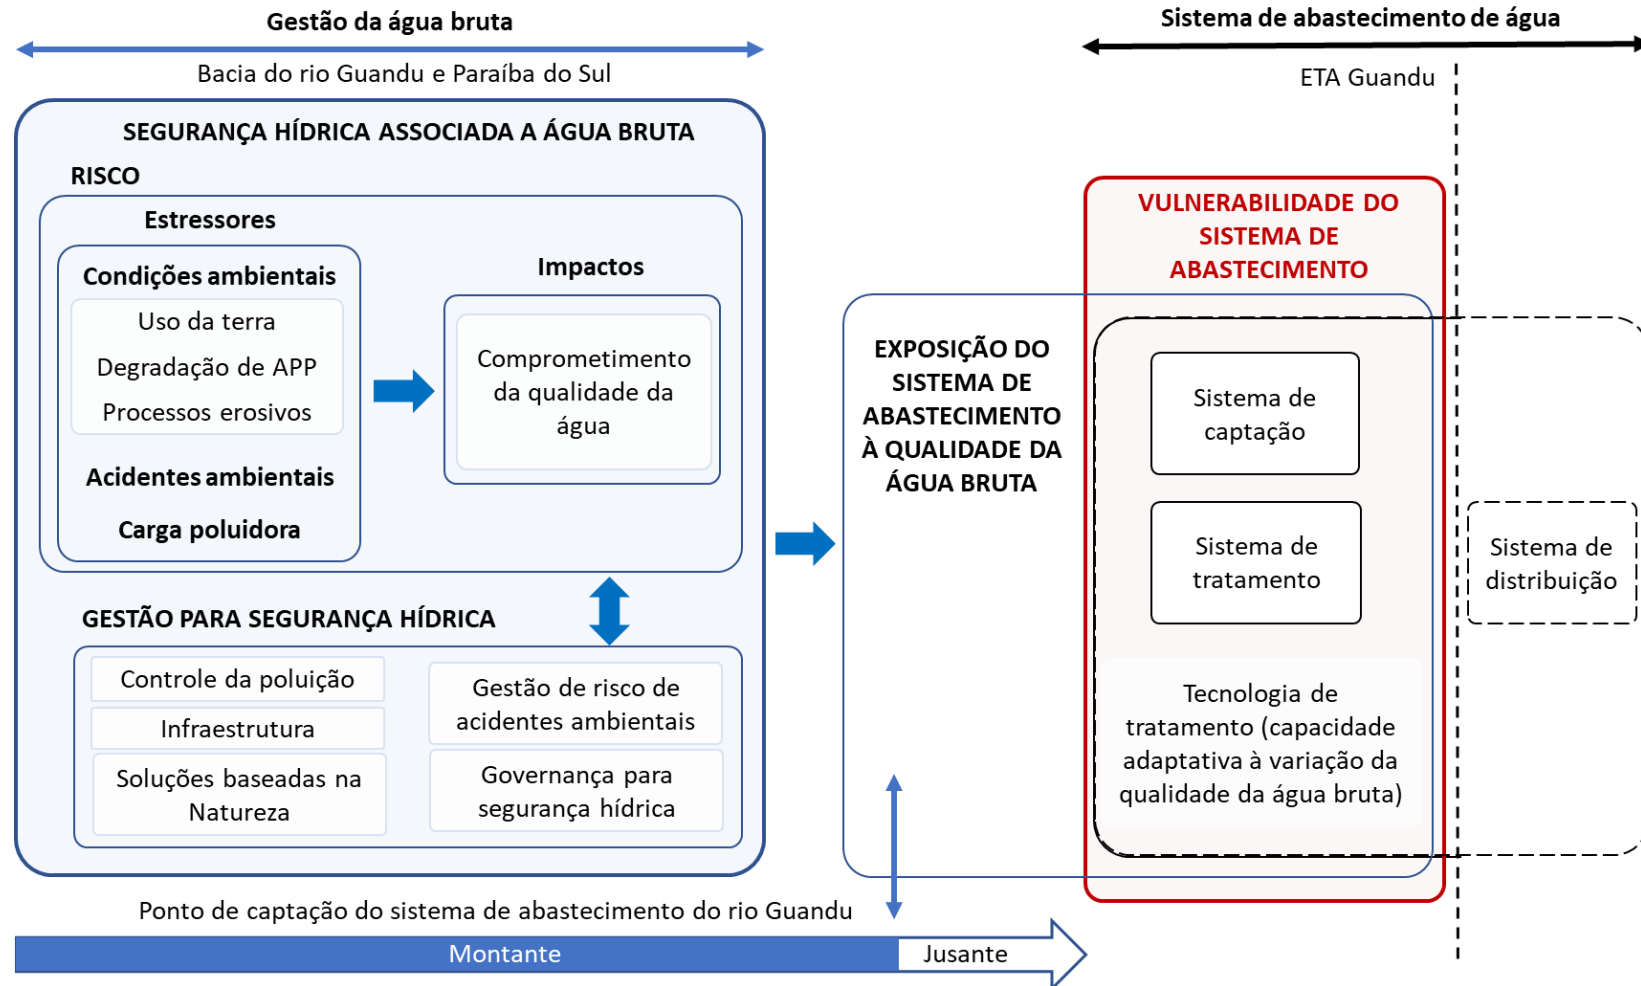 Gestão da água bruta
Bacia do rio Guandu e Paraíba do Sul
SEGURANÇA HÍDRICA ASSOCIADA A ÁGUA BRUTA
RISCO
Estressores
Condições ambientais
Uso da terra
Degradação de APP
Processos erosivos
Acidentes ambientais
Carga poluidora
Impactos
Comprometimento
da qualidade da
água
GESTÃO PARA SEGURANÇA HÍDRICA
Controle da poluição
Infraestrutura
Soluções baseadas na
Natureza
Gestão de risco de
acidentes ambientais
Governança para
segurança hídrica
EXPOSIÇÃO DO
SISTEMA DE
ABASTECIMENTO
À QUALIDADE DA
ÁGUA BRUTA
Sistema de abastecimento de água
ETA Guandu
VULNERABILIDADE DO
SISTEMA DE
ABASTECIMENTO
Sistema de
captação
Sistema de
tratamento
Tecnologia de
tratamento (capacidade
adaptativa à variação da
qualidade da água bruta)
Sistema de
distribuição
Ponto de captação do sistema de abastecimento do rio Guandu
Montante
Jusante